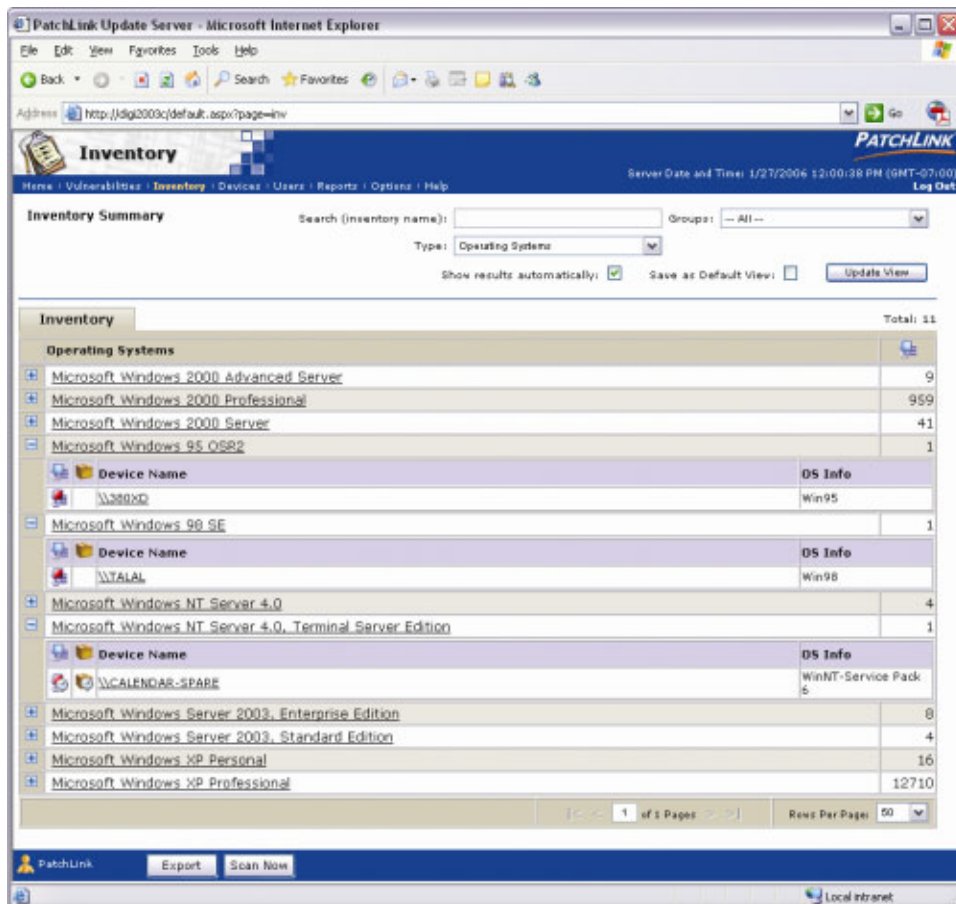 PatchLink Update Server - Microsoft Internet Explorer
File Edit View Favorites Tools Help
Back Search Favorites
Address http://digi2003c/default.aspx?page=inv Go
Inventory PATCHLINK
Home Vulnerabilities Inventory Devices Users Reports Options Help Server Date and Time: 1/27/2006 12:00:38 PM (GMT-07:00)
Log Out
Inventory Summary Search (inventory name): Groups: -- All --
Type: Operating Systems
Show results automatically: Save as Default View: Update View
Inventory Total: 11
Operating Systems
Microsoft Windows 2000 Advanced Server 9
Microsoft Windows 2000 Professional 959
Microsoft Windows 2000 Server 41
Microsoft Windows 95 OSR2 1
Device Name OS Info
\\380XD Win95
Microsoft Windows 98 SE 1
Device Name OS Info
\\TALAL Win98
Microsoft Windows NT Server 4.0 4
Microsoft Windows NT Server 4.0, Terminal Server Edition 1
Device Name OS Info
\\CALENDAR-SPARE WinNT-Service Pack 6
Microsoft Windows Server 2003, Enterprise Edition 8
Microsoft Windows Server 2003, Standard Edition 4
Microsoft Windows XP Personal 16
Microsoft Windows XP Professional 12710
|< < 1 of 1 Pages > >| Rows Per Page: 50
PatchLink Export Scan Now
Local intranet